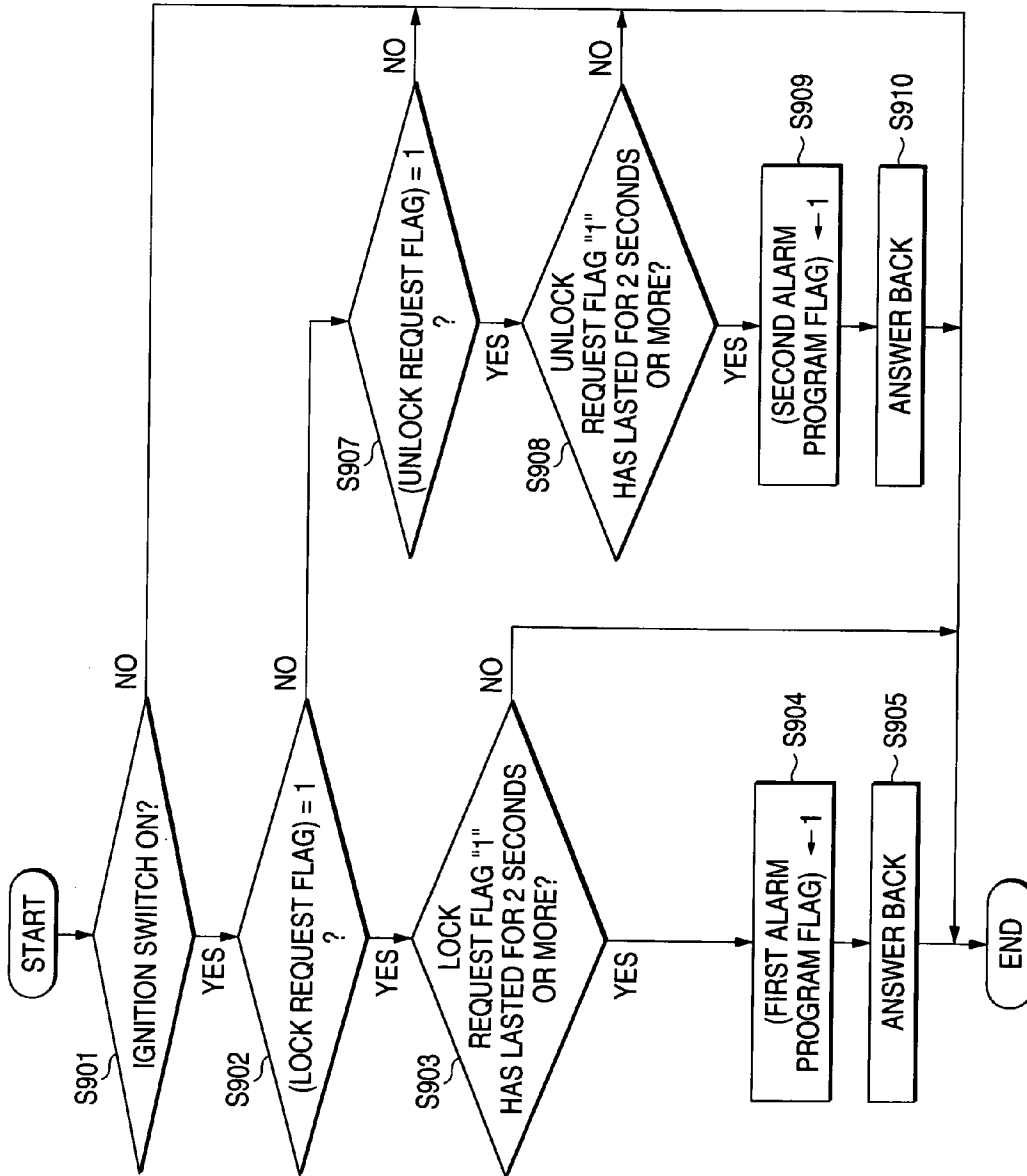 START
S901
IGNITION SWIITCH ON?
NO
YES
S902
(LOCK REQUEST FLAG) = 1
?
NO
YES
S903
LOCK
REQUEST FLAG "1"
HAS LASTED FOR 2 SECONDS
OR MORE?
NO
YES
S904
(FIRST ALARM
PROGRAM FLAG) ←1
S905
ANSWER BACK
END
S907
(UNLOCK REQUEST FLAG) = 1
?
NO
YES
S908
UNLOCK
REQUEST FLAG "1"
HAS LASTED FOR 2 SECONDS
OR MORE?
NO
YES
S909
(SECOND ALARM
PROGRAM FLAG) ←1
S910
ANSWER BACK